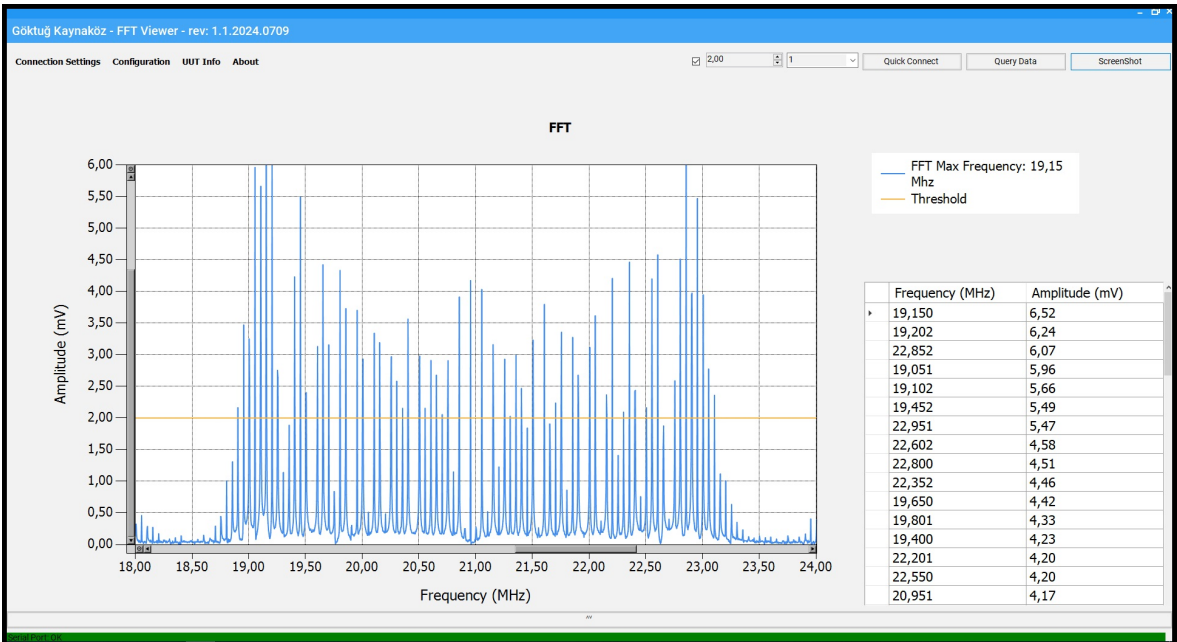 Göktuğ Kaynaköz - FFT Viewer - rev: 1.1.2024.0709
Connection Settings Configuration UUT Info About
2,00
1
Quick Connect
Query Data
ScreenShot
FFT
6,00
5,50
5,00
4,50
4,00
3,50
3,00
2,50
2,00
1,50
1,00
0,50
0,00
Amplitude (mV)
18,00 18,50 19,00 19,50 20,00 20,50 21,00 21,50 22,00 22,50 23,00 23,50 24,00
Frequency (MHz)
FFT Max Frequency: 19,15
Mhz
Threshold
Frequency (MHz) Amplitude (mV)
19,150 6,52
19,202 6,24
22,852 6,07
19,051 5,96
19,102 5,66
19,452 5,49
22,951 5,47
22,602 4,58
22,800 4,51
22,352 4,46
19,650 4,42
19,801 4,33
19,400 4,23
22,201 4,20
22,550 4,20
20,951 4,17
Serial Port: OK